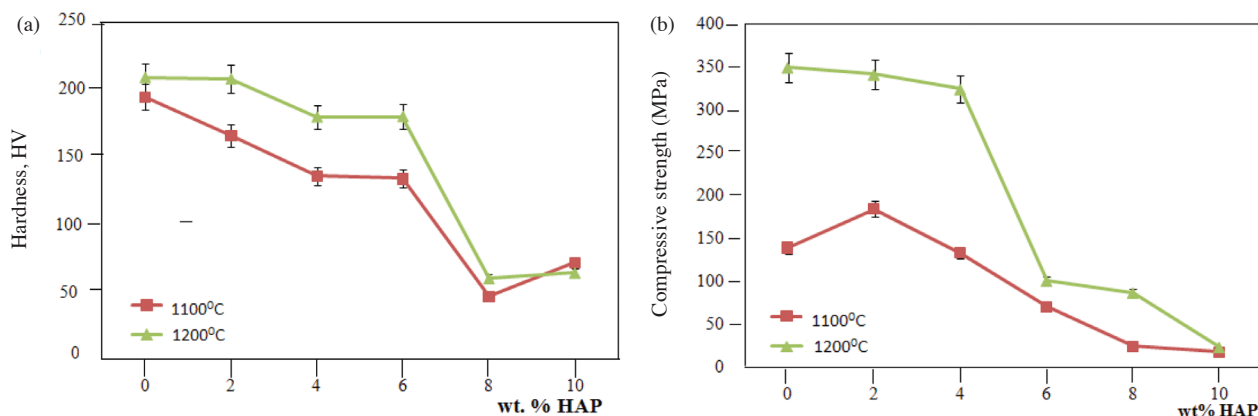 (a)
250
200
150
100
50
0
Hardness, HV
1100⁰C
1200⁰C
0 2 4 6 8 10
wt. % HAP
(b)
400
350
300
250
200
150
100
50
0
Compressive strength (MPa)
1100⁰C
1200⁰C
0 2 4 6 8 10
wt% HAP